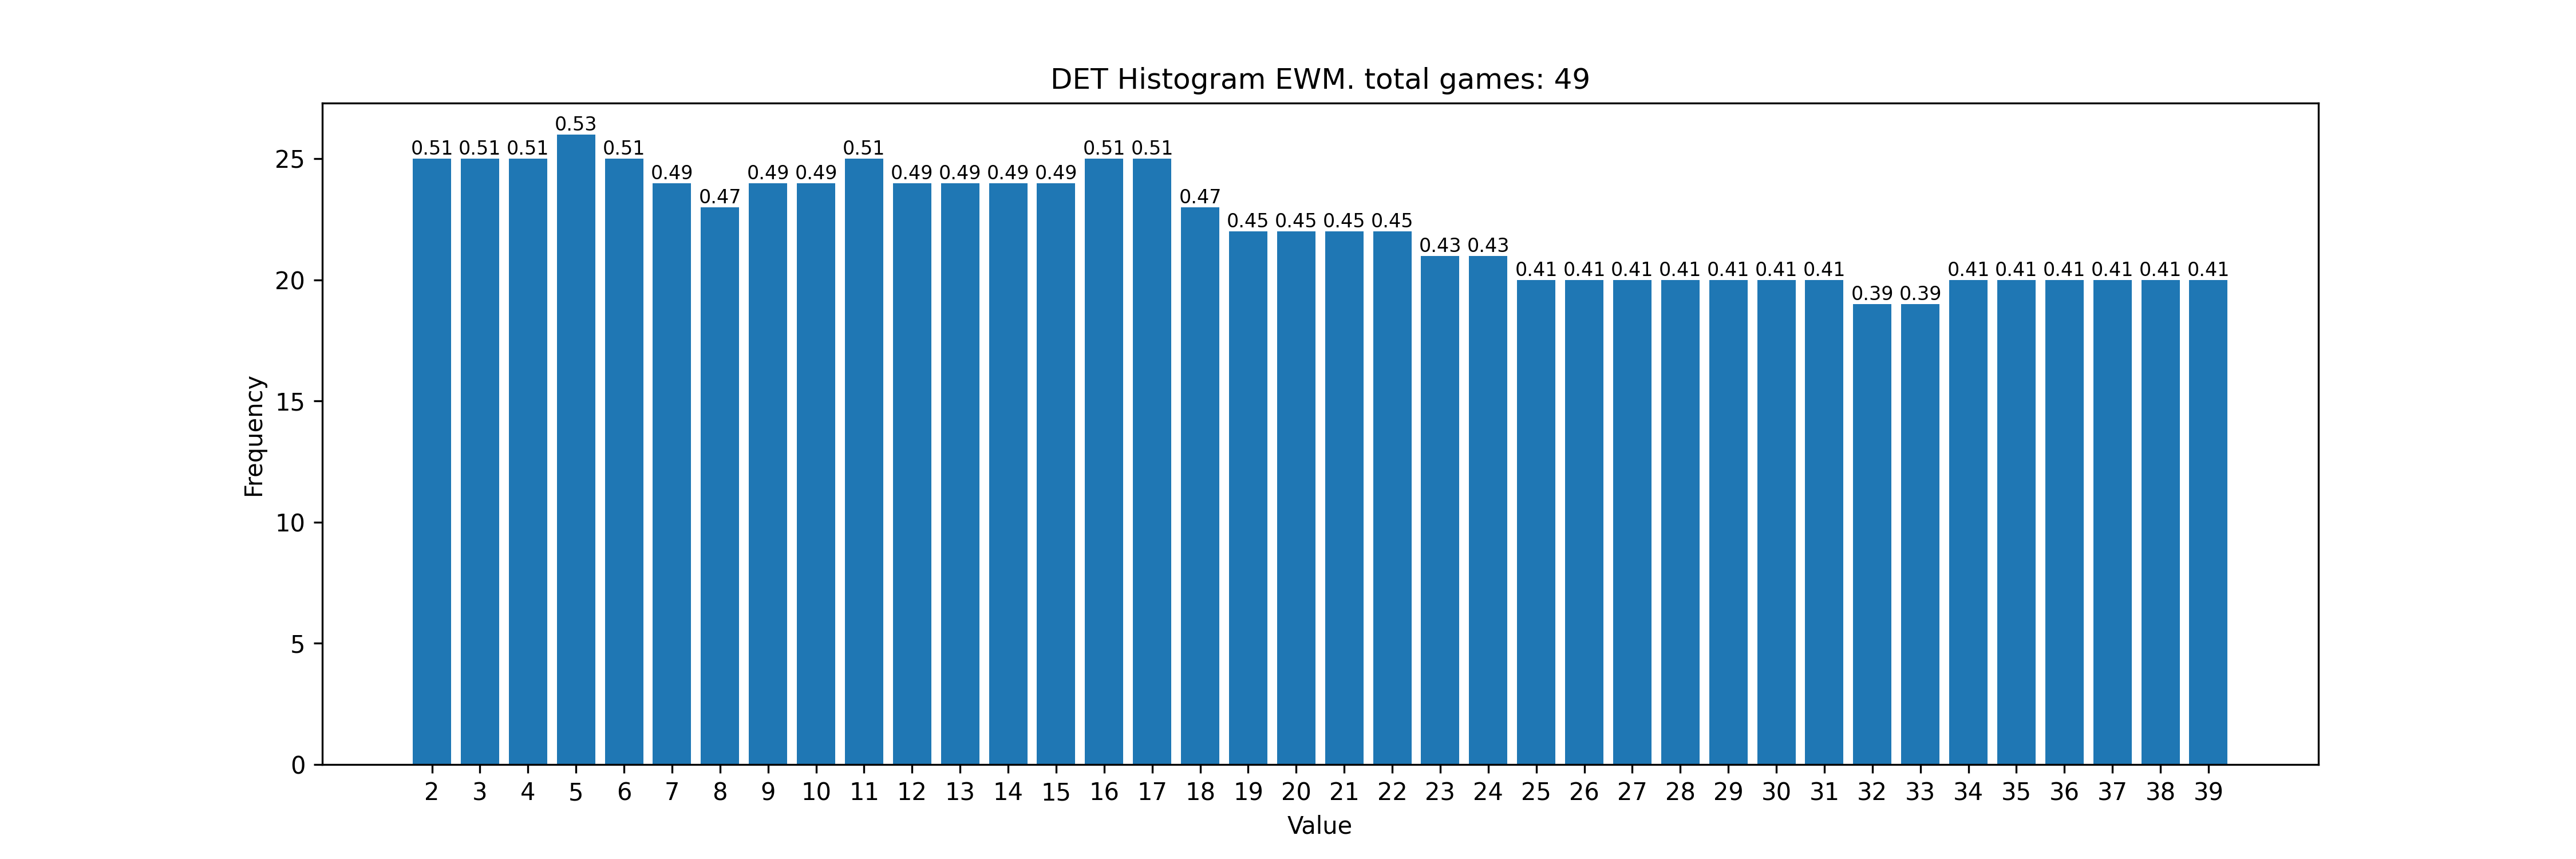 DET Histogram EWM. total games: 49
0.51 0.51 0.51 0.53 0.51 0.49 0.47 0.49 0.49 0.51 0.49 0.49 0.49 0.49 0.51 0.51 0.47 0.45 0.45 0.45 0.45 0.43 0.43 0.41 0.41 0.41 0.41 0.41 0.41 0.41 0.39 0.39 0.41 0.41 0.41 0.41 0.41 0.41
25
20
15
10
5
0
Frequency
2 3 4 5 6 7 8 9 10 11 12 13 14 15 16 17 18 19 20 21 22 23 24 25 26 27 28 29 30 31 32 33 34 35 36 37 38 39
Value